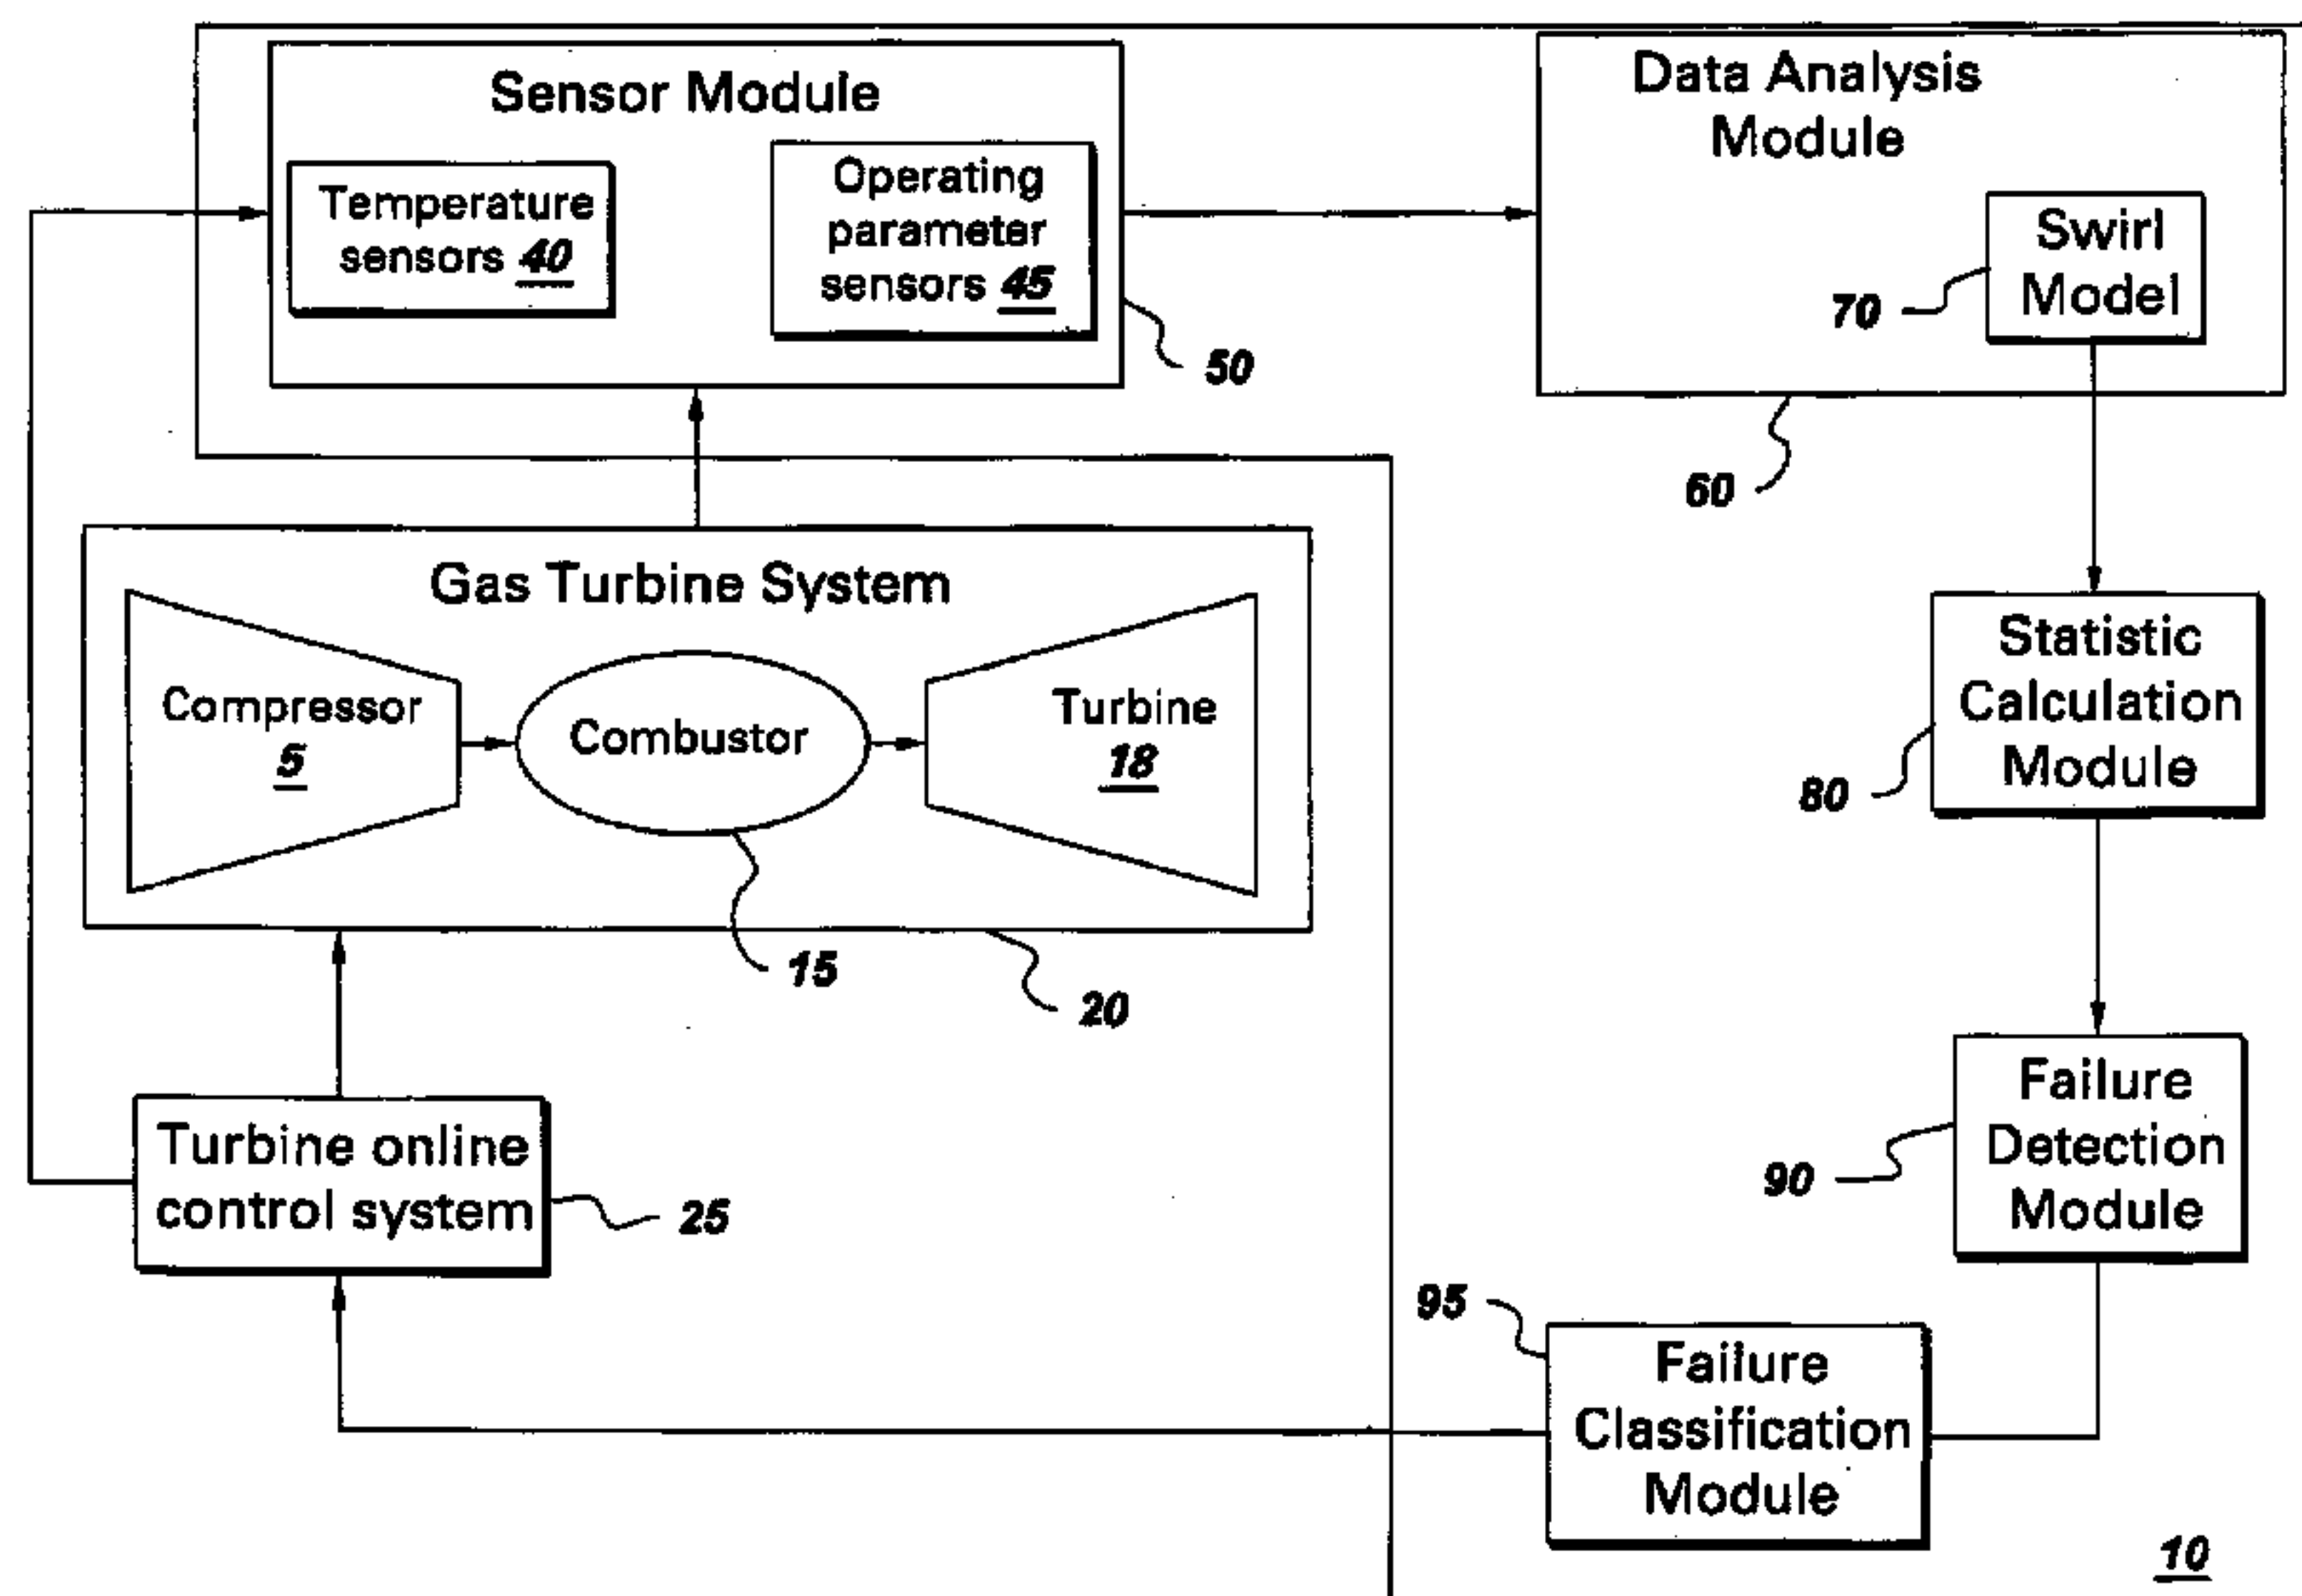 Sensor Module
Temperature
sensors 40
Operating
parameter
sensors 45
50
Data Analysis
Module
Swirl
Model
70
60
Gas Turbine System
Compressor
5
Combustor
Turbine
18
15
20
Statistic
Calculation
Module
80
Turbine online
control system
25
Failure
Detection
Module
90
95
Failure
Classification
Module
10